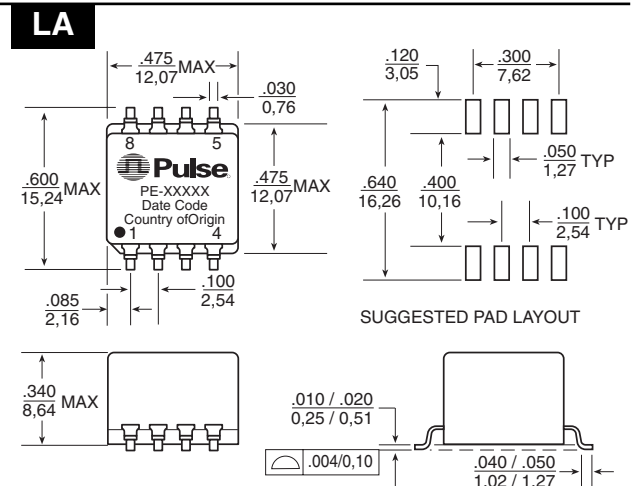 LA
.475
12,07 MAX
.030
0,76
8 5
Pulse
PE-XXXXX
Date Code
Country ofOrigin
1 4
.600
15,24 MAX
.475
12,07 MAX
.085
2,16
.100
2,54
.120
3,05
.300
7,62
.050
1,27 TYP
.640
16,26
.400
10,16
.100
2,54 TYP
SUGGESTED PAD LAYOUT
.340
8,64 MAX
.010 / .020
0,25 / 0,51
.004/0,10
.040 / .050
1,02 / 1,27